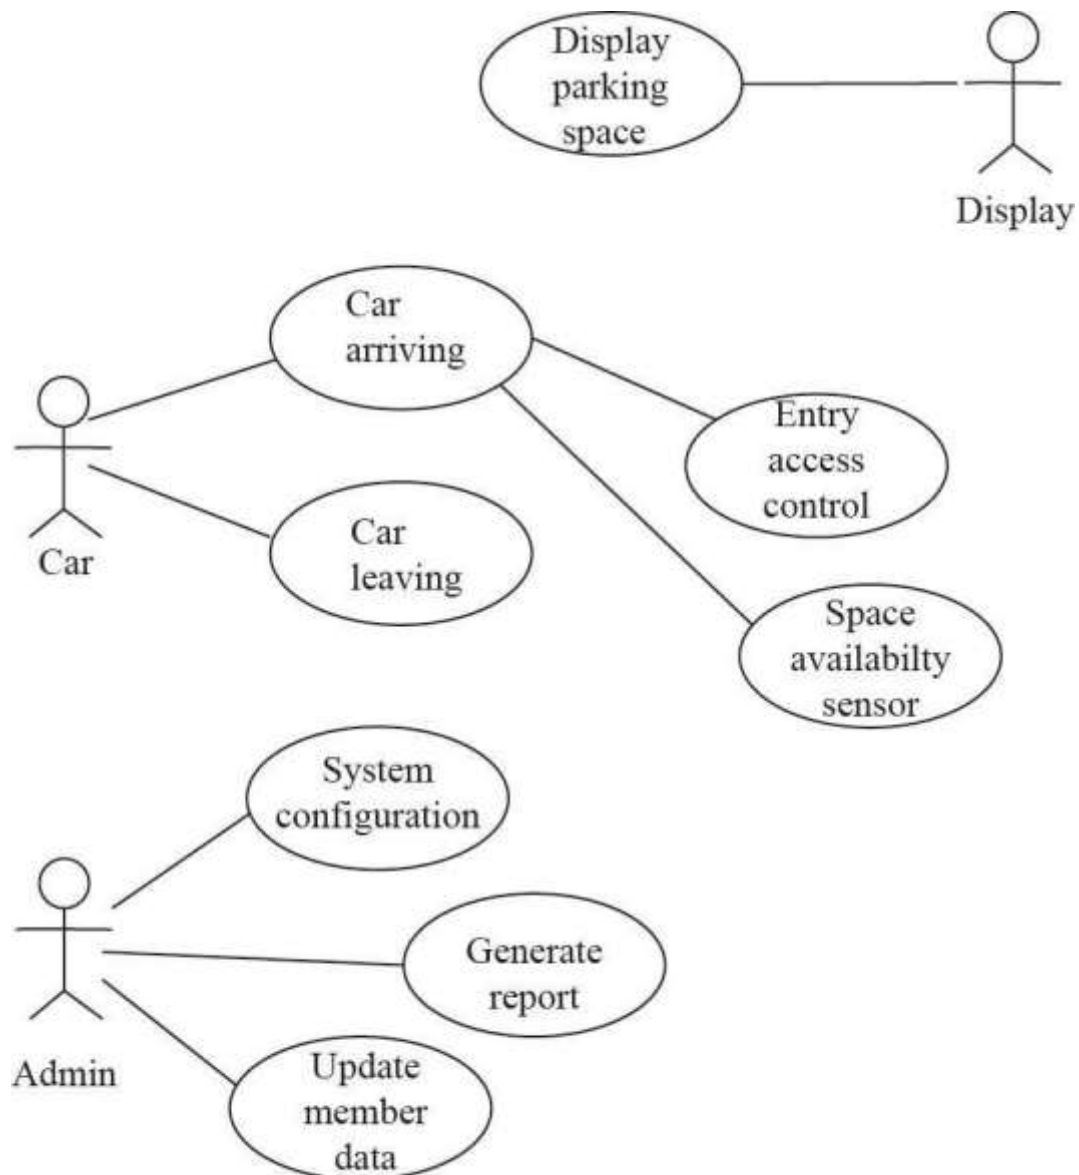 Display
parking
space
Display
Car
arriving
Entry
access
control
Car
Car
leaving
Space
availabilty
sensor
System
configuration
Generate
report
Admin
Update
member
data